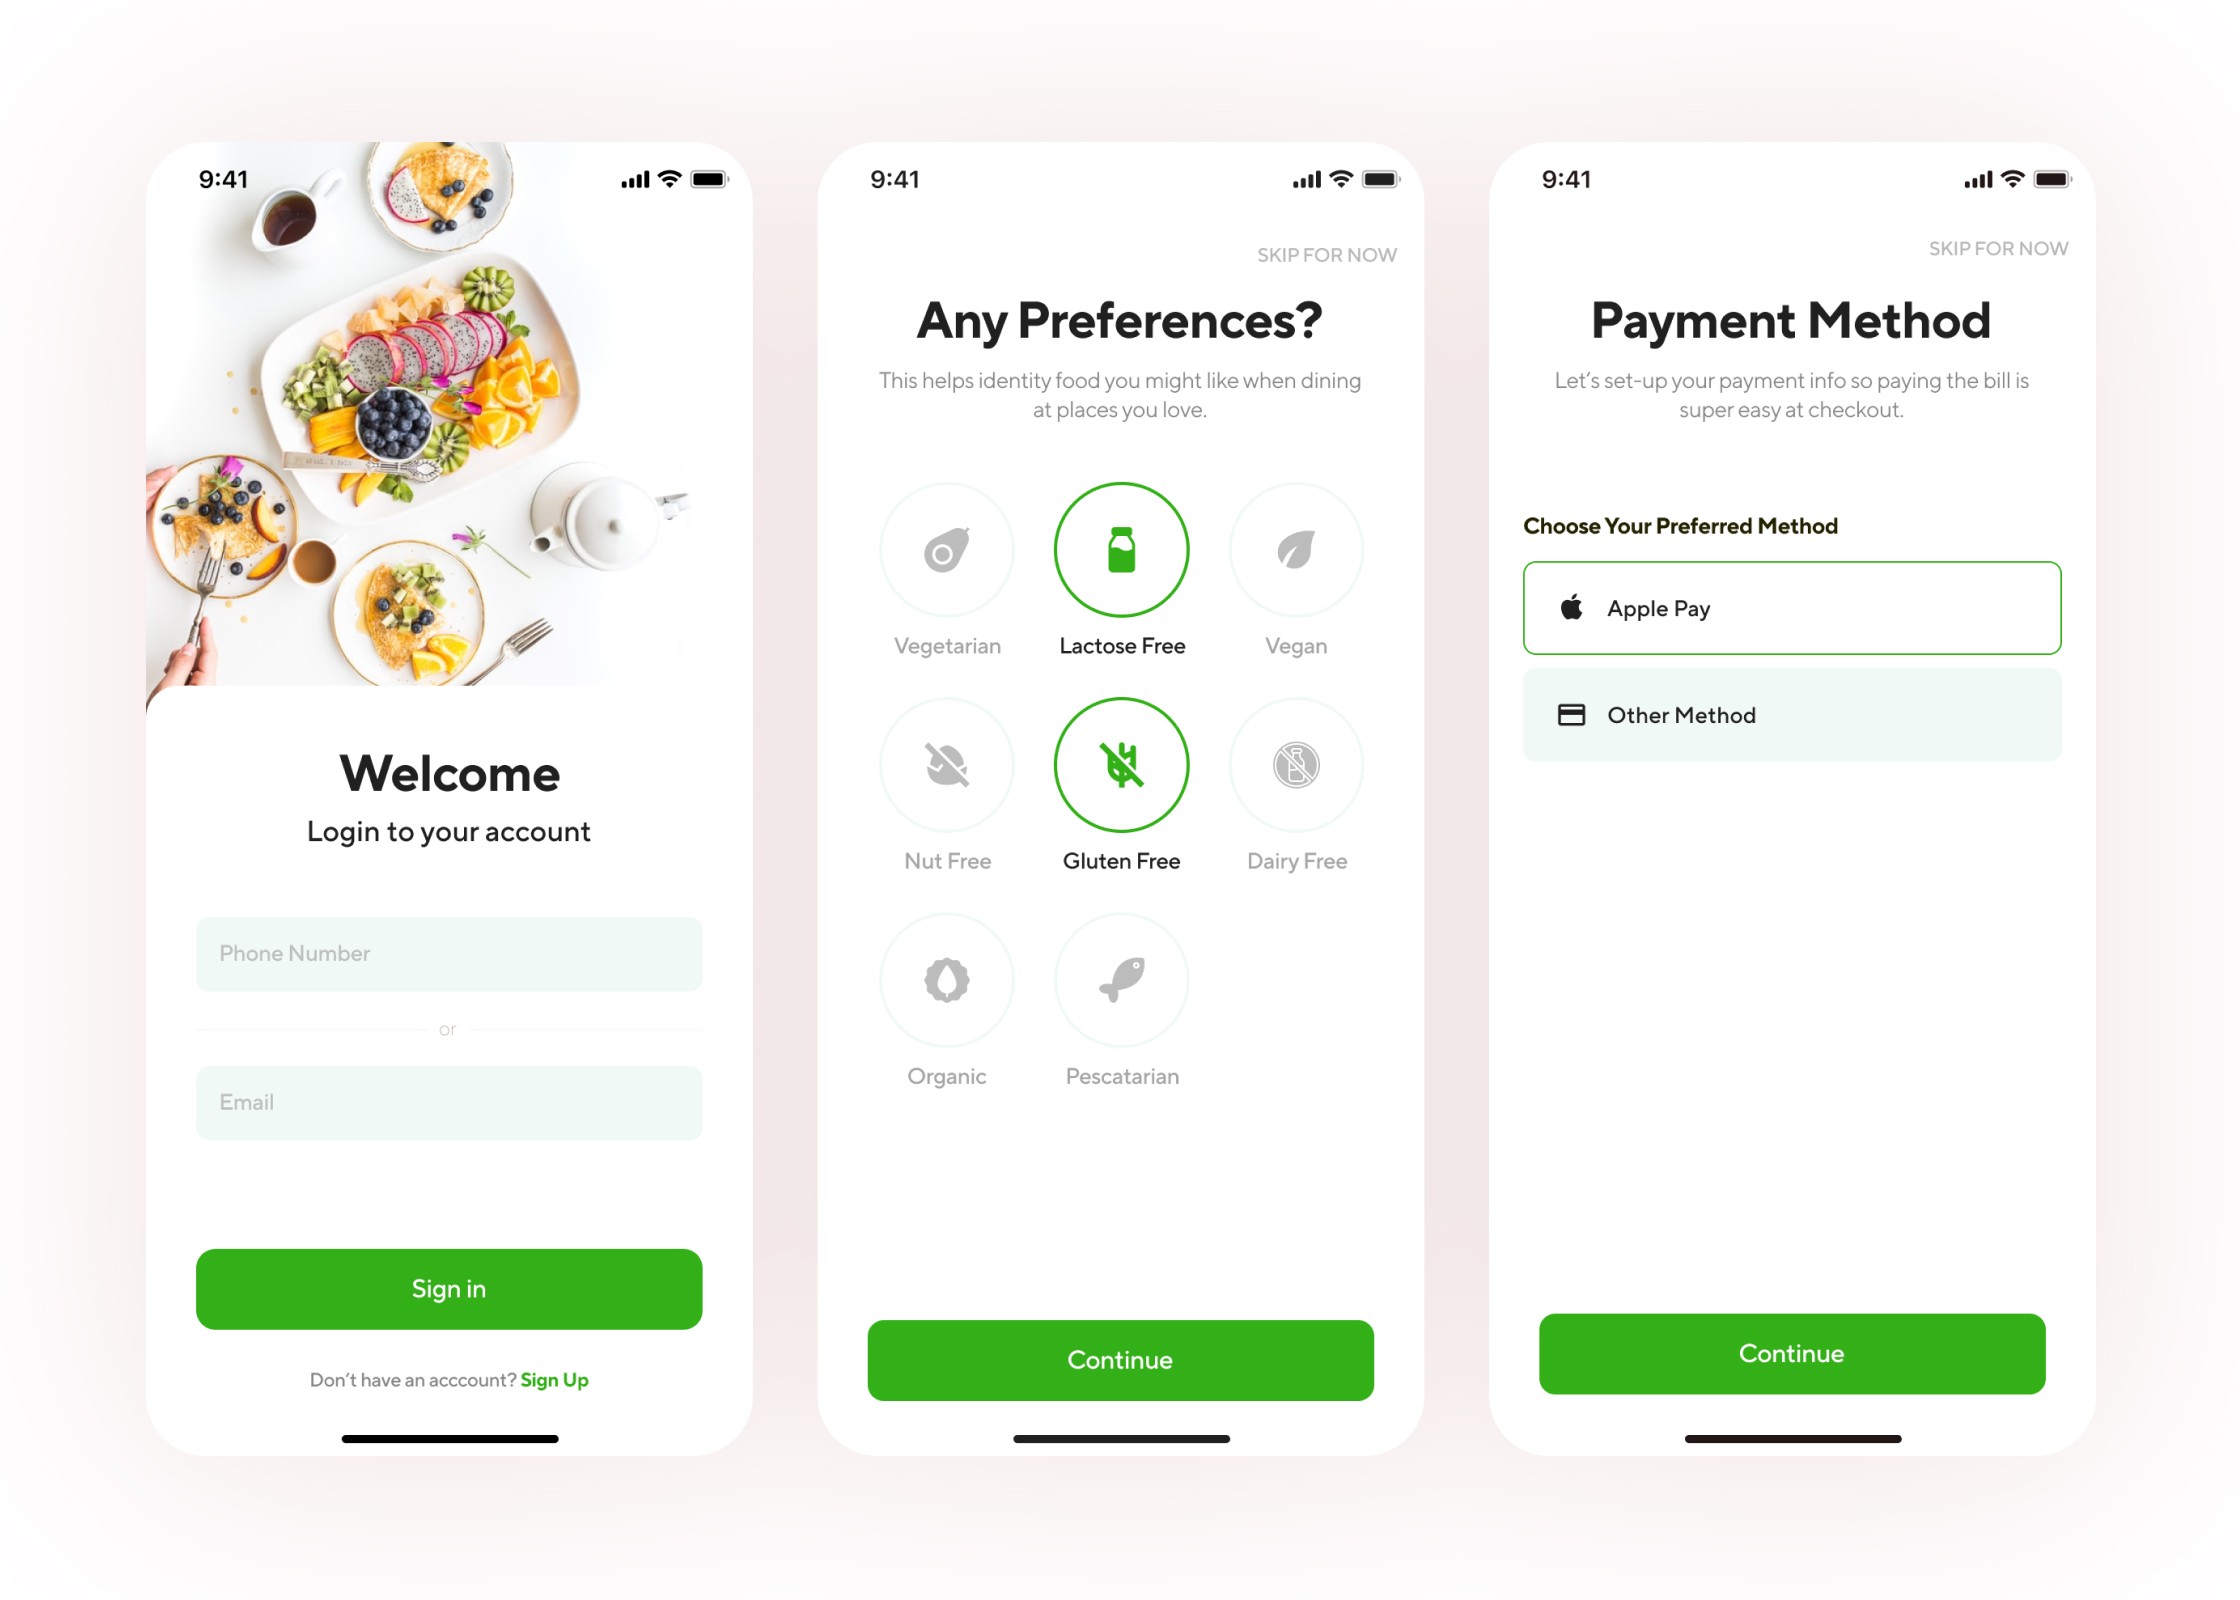 9:41
Welcome
Login to your account
Phone Number
or
Email
Sign in
Don't have an acccount? Sign Up
9:41
SKIP FOR NOW
Any Preferences?
This helps identity food you might like when dining
at places you love.
Vegetarian
Lactose Free
Vegan
Nut Free
Gluten Free
Dairy Free
Organic
Pescatarian
Continue
9:41
SKIP FOR NOW
Payment Method
Let's set-up your payment info so paying the bill is
super easy at checkout.
Choose Your Preferred Method
Apple Pay
Other Method
Continue